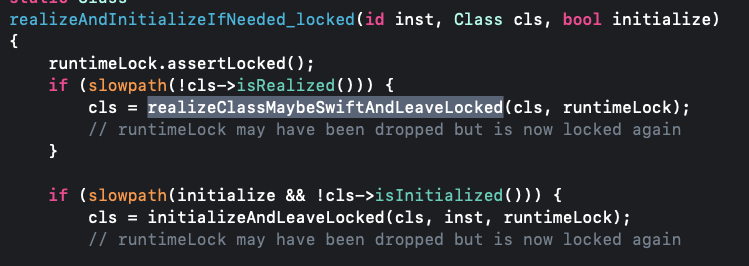 static Class
realizeAndInitializeIfNeeded_locked(id inst, Class cls, bool initialize)
{
    runtimeLock.assertLocked();
    if (slowpath(!cls->isRealized())) {
        cls = realizeClassMaybeSwiftAndLeaveLocked(cls, runtimeLock);
        // runtimeLock may have been dropped but is now locked again
    }

    if (slowpath(initialize && !cls->isInitialized())) {
        cls = initializeAndLeaveLocked(cls, inst, runtimeLock);
        // runtimeLock may have been dropped but is now locked again